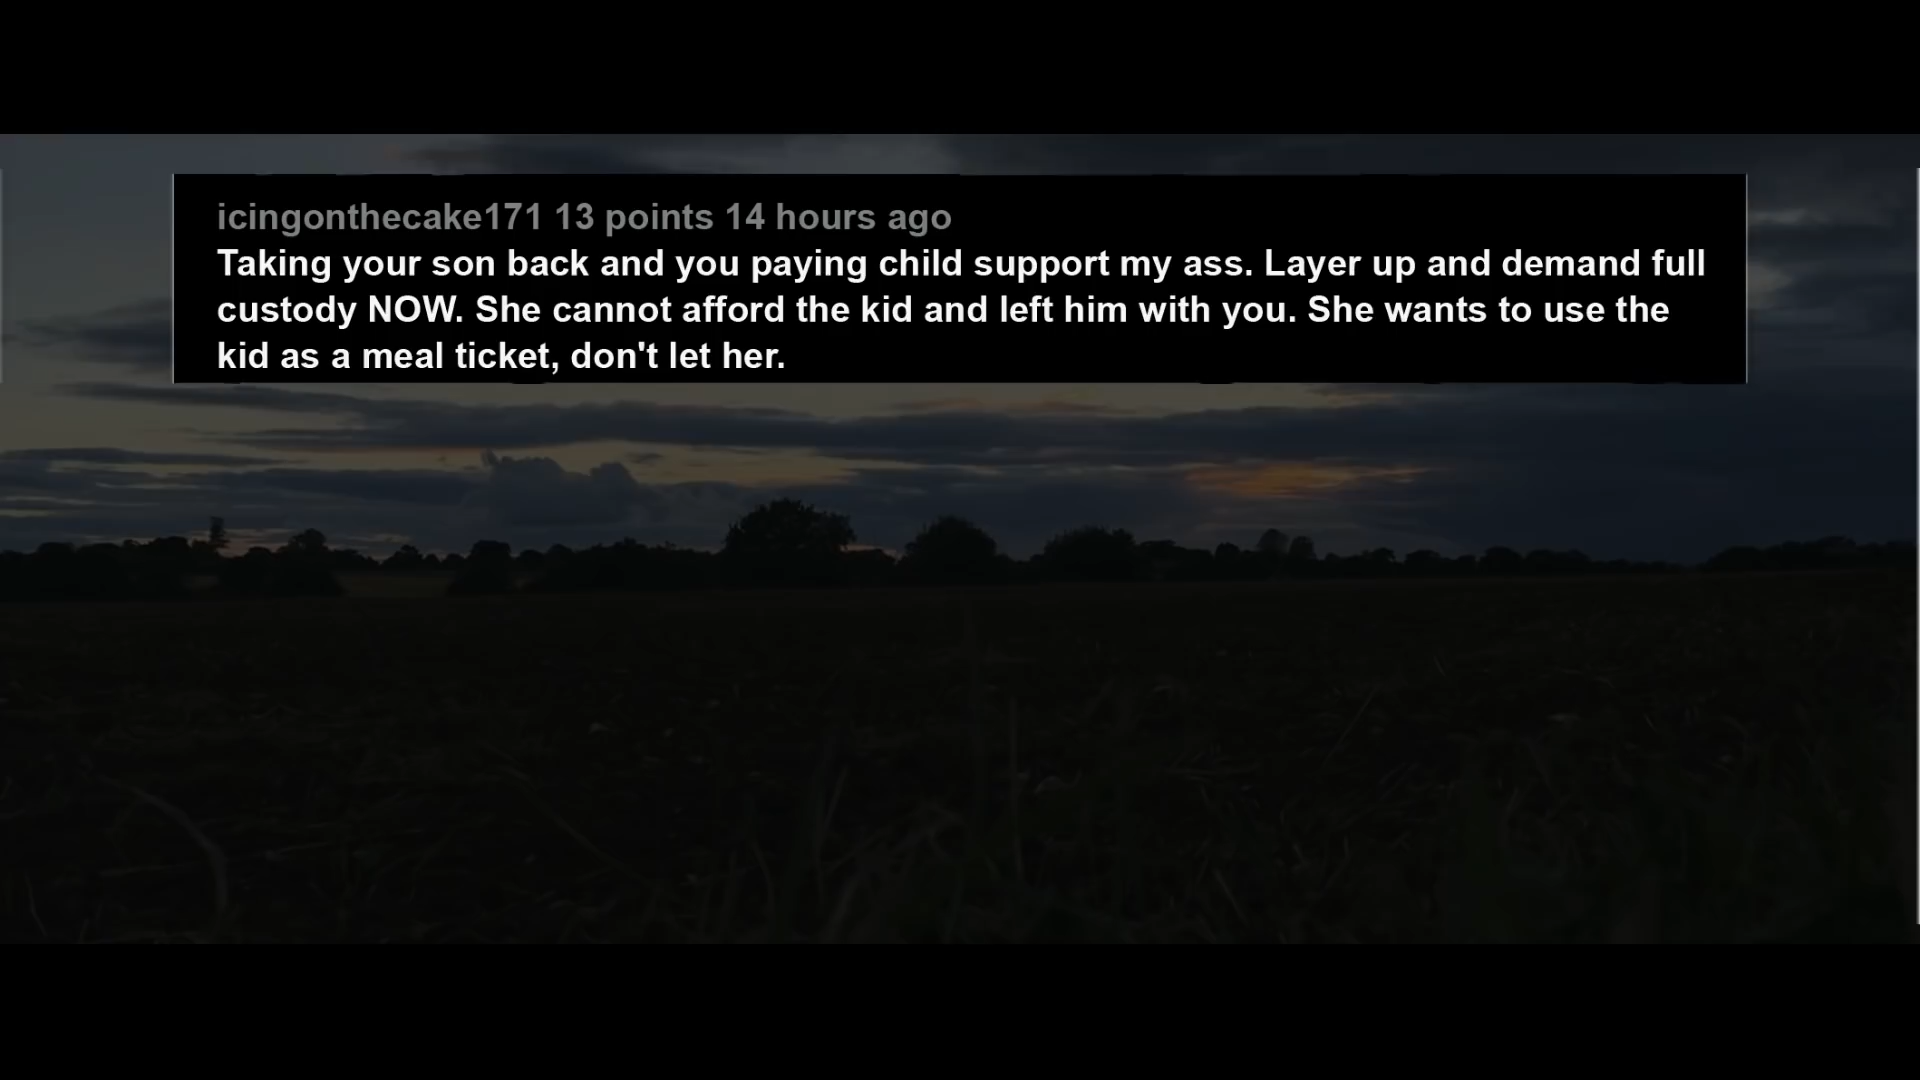 icingonthecake171 13 points 14 hours ago
Taking your son back and you paying child support my ass. Layer up and demand full
custody NOW. She cannot afford the kid and left him with you. She wants to use the
kid as a meal ticket, don't let her.